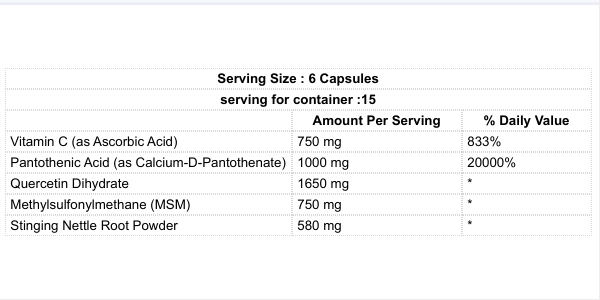 Serving Size : 6 Capsules
serving for container :15
Amount Per Serving % Daily Value
Vitamin C (as Ascorbic Acid) 750 mg 833%
Pantothenic Acid (as Calcium-D-Pantothenate) 1000 mg 20000%
Quercetin Dihydrate 1650 mg *
Methylsulfonylmethane (MSM) 750 mg *
Stinging Nettle Root Powder 580 mg *